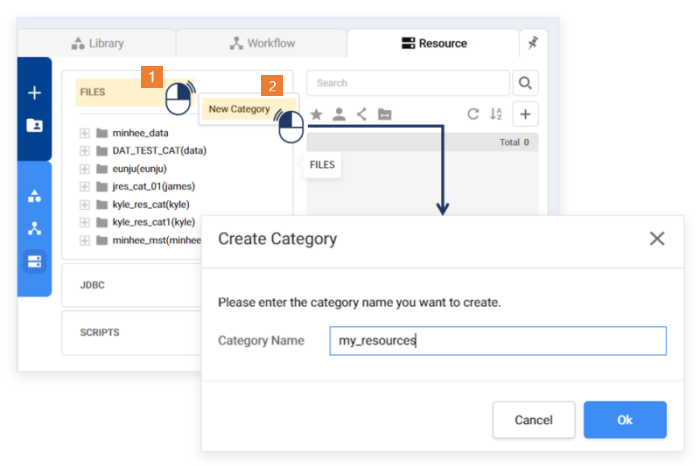 Library
Workflow
Resource
1
2
FILES
New Category
Search
minhee_data
DAT_TEST_CAT(data)
eunju(eunju)
jres_cat_01(james)
kyle_res_cat(kyle)
kyle_res_cat1(kyle)
minhee_mst(minhee
Total 0
FILES
JDBC
SCRIPTS
Create Category
Please enter the category name you want to create.
Category Name
my_resources
Cancel
Ok